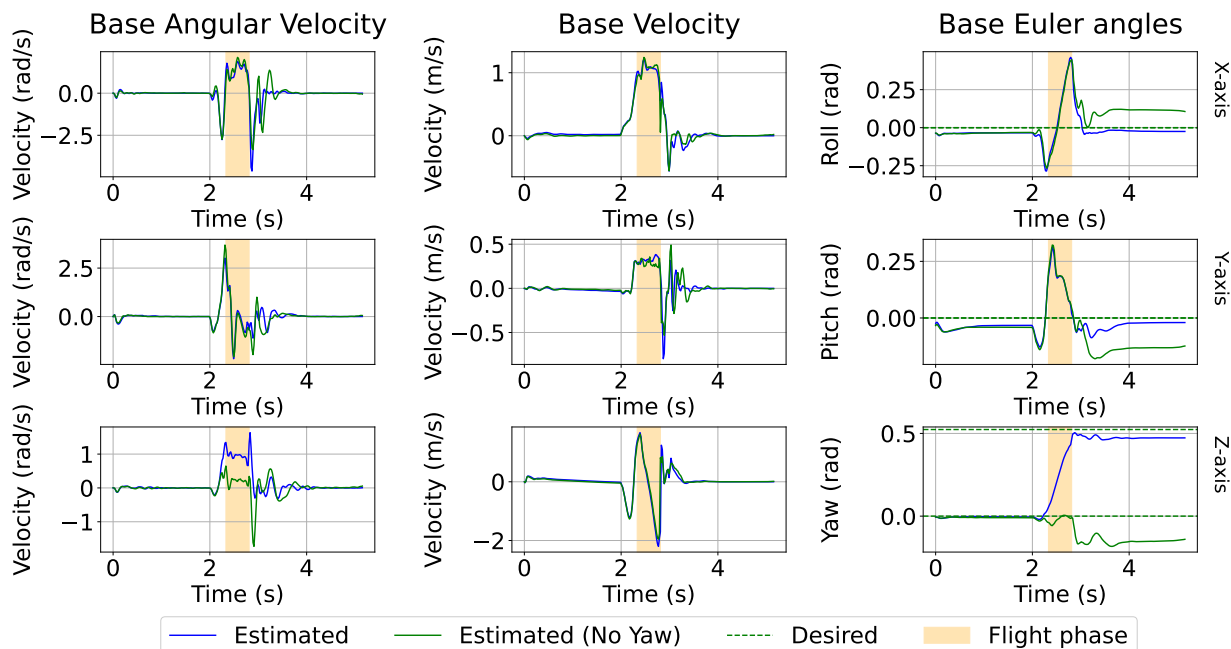 Base Angular Velocity
Base Velocity
Base Euler angles
Velocity (rad/s)
0.0
−2.5
0 2 4
Time (s)
Velocity (m/s)
1
0
0 2 4
Time (s)
Roll (rad)
0.25
0.00
−0.25
0 2 4
Time (s)
X-axis
Velocity (rad/s)
2.5
0.0
0 2 4
Time (s)
Velocity (m/s)
0.5
0.0
−0.5
0 2 4
Time (s)
Pitch (rad)
0.25
0.00
0 2 4
Time (s)
Y-axis
Velocity (rad/s)
1
0
−1
0 2 4
Time (s)
Velocity (m/s)
0
−2
0 2 4
Time (s)
Yaw (rad)
0.5
0.0
0 2 4
Time (s)
Z-axis
Estimated Estimated (No Yaw) Desired Flight phase